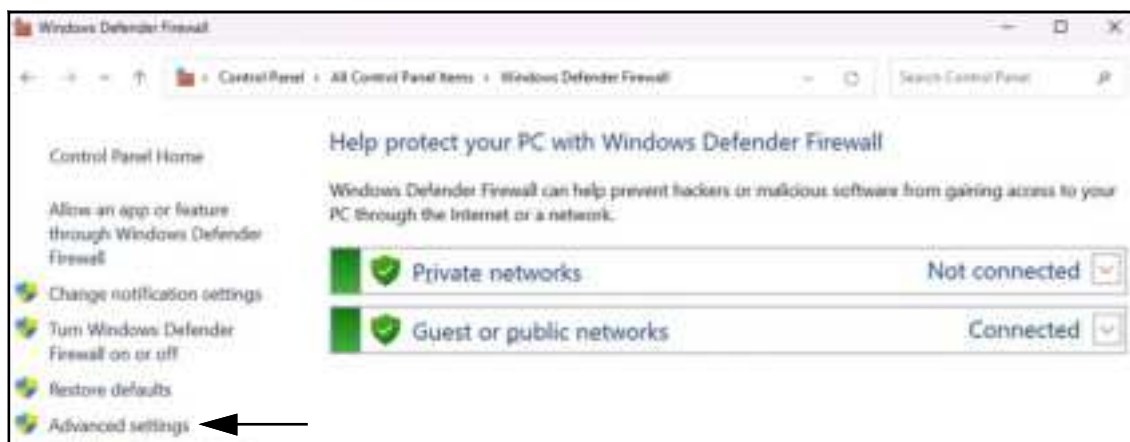 Windows Defender Firewall
Control Panel › All Control Panel Items › Windows Defender Firewall
Search Control Panel
Control Panel Home
Allow an app or feature
through Windows Defender
Firewall
Change notification settings
Turn Windows Defender
Firewall on or off
Restore defaults
Advanced settings
Help protect your PC with Windows Defender Firewall
Windows Defender Firewall can help prevent hackers or malicious software from gaining access to your
PC through the Internet or a network.
Private networks Not connected
Guest or public networks Connected